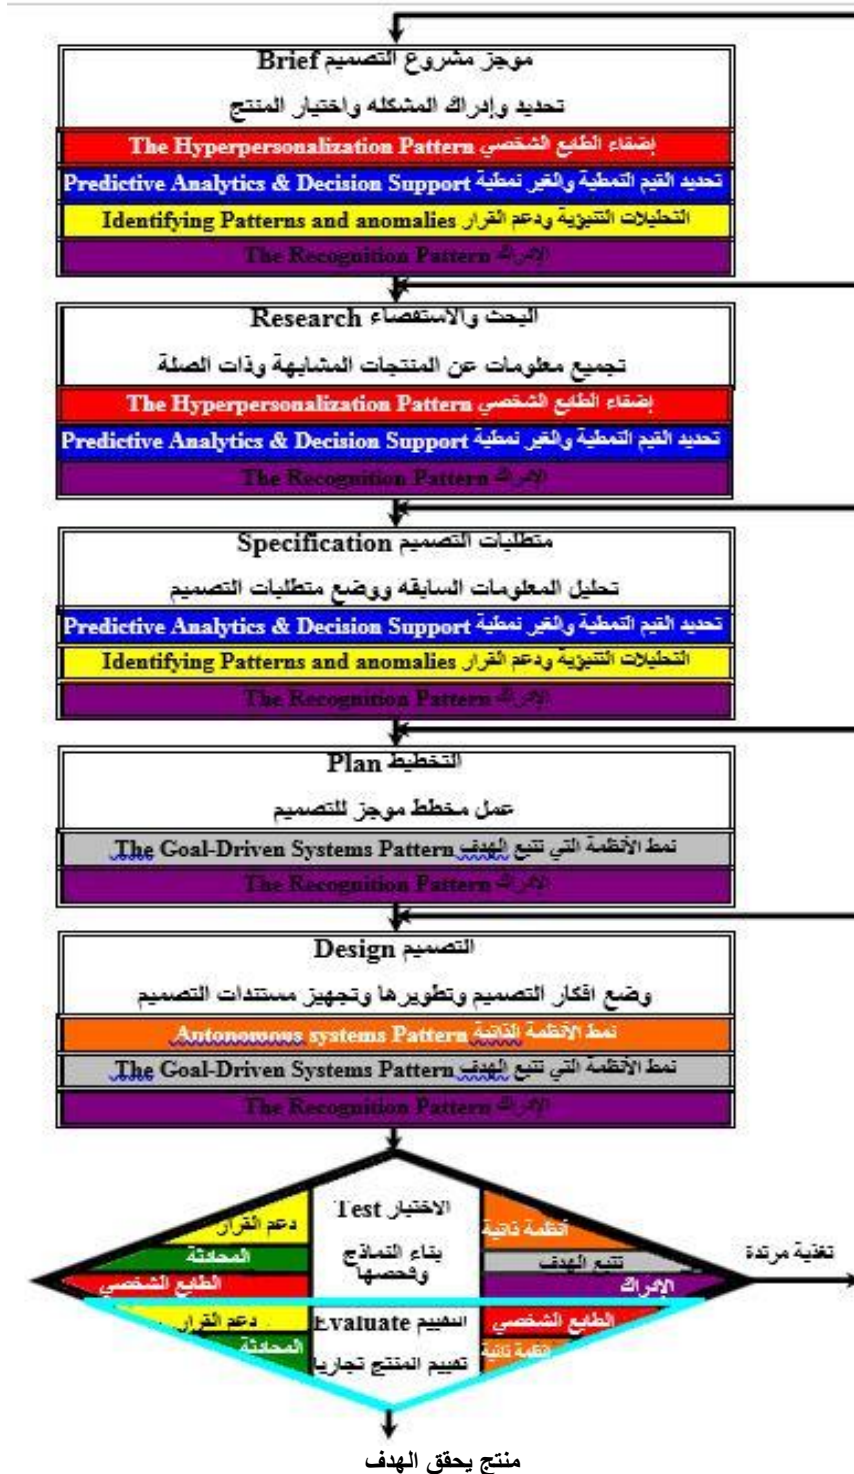 موجز مشروع التصميم Brief
تحديد وإدراك المشكله واختيار المنتج
إضفاء الطابع الشخصي The Hyperpersonalization Pattern
تحديد القيم النمطية والغير نمطية Predictive Analytics & Decision Support
التحليلات التنبؤية ودعم القرار Identifying Patterns and anomalies
الإدراك The Recognition Pattern
البحث والاستقصاء Research
تجميع معلومات عن المنتجات المشابهة وذات الصلة
إضفاء الطابع الشخصي The Hyperpersonalization Pattern
تحديد القيم النمطية والغير نمطية Predictive Analytics & Decision Support
الإدراك The Recognition Pattern
متطلبات التصميم Specification
تحليل المعلومات السابقه ووضع متطلبات التصميم
تحديد القيم النمطية والغير نمطية Predictive Analytics & Decision Support
التحليلات التنبؤية ودعم القرار Identifying Patterns and anomalies
الإدراك The Recognition Pattern
التخطيط Plan
عمل مخطط موجز للتصميم
نمط الأنظمة التي تتبع الهدف The Goal-Driven Systems Pattern
الإدراك The Recognition Pattern
التصميم Design
وضع افكار التصميم وتطويرها وتجهيز مستندات التصميم
نمط الأنظمة الذاتية Autonomous systems Pattern
نمط الأنظمة التي تتبع الهدف The Goal-Driven Systems Pattern
الإدراك The Recognition Pattern
الاختبار Test
بناء النماذج
وفحصها
أنظمة ذاتية
تتبع الهدف
الإدراك
دعم القرار
المحادثة
الطابع الشخصي
تغذية مرتدة
التقييم Evaluate
تقييم المنتج تجاريا
الطابع الشخصي
أنظمة ذاتية
دعم القرار
المحادثة
منتج يحقق الهدف